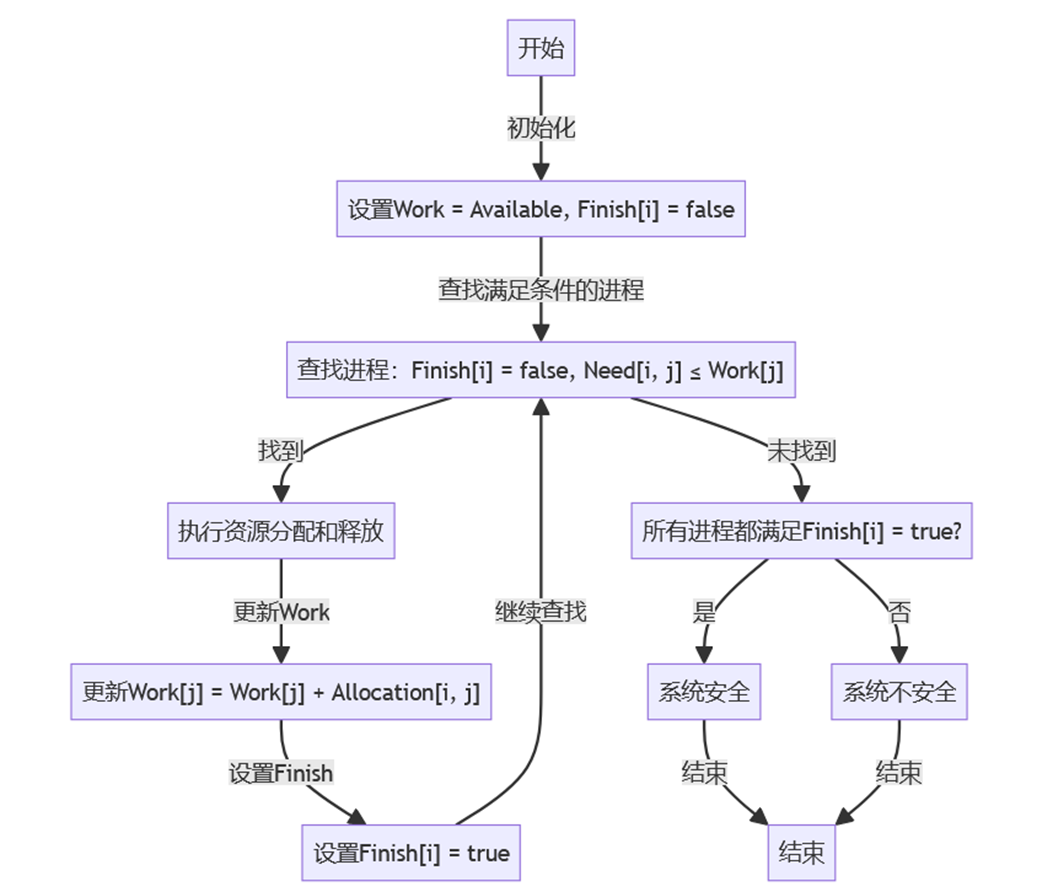 开始
初始化
设置Work = Available, Finish[i] = false
查找满足条件的进程
查找进程：Finish[i] = false, Need[i, j] ≤ Work[j]
找到
未找到
执行资源分配和释放
所有进程都满足Finish[i] = true?
更新Work
继续查找
是
否
更新Work[j] = Work[j] + Allocation[i, j]
系统安全
系统不安全
设置Finish
结束
结束
设置Finish[i] = true
结束